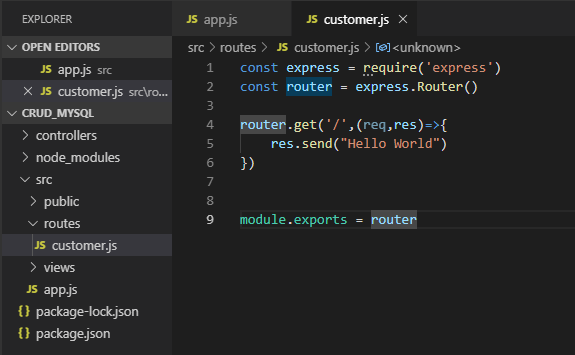 EXPLORER
OPEN EDITORS
JS app.js src
JS customer.js src\ro...
CRUD_MYSQL
controllers
node_modules
src
public
routes
JS customer.js
views
JS app.js
{} package-lock.json
{} package.json
JS app.js JS customer.js
src > routes > JS customer.js > <unknown>
1 const express = require('express')
2 const router = express.Router()
3
4 router.get('/',(req,res)=>{
5 res.send("Hello World")
6 })
7
8
9 module.exports = router